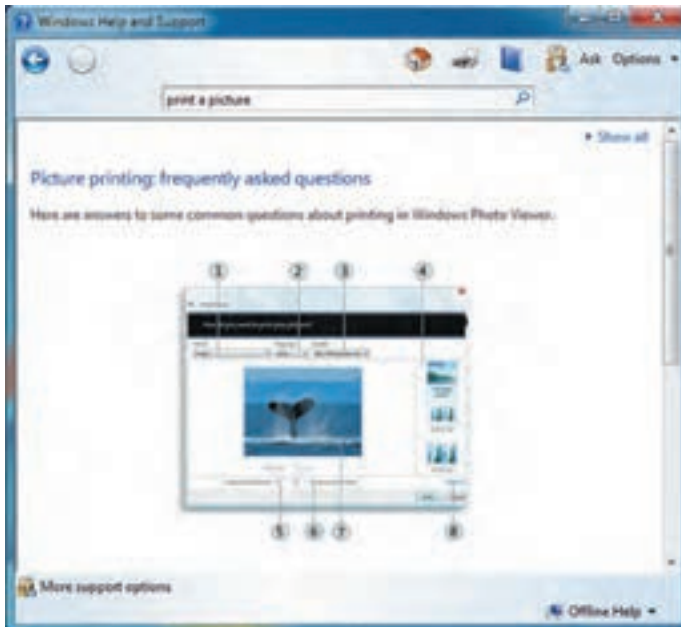 Windows Help and Support
Ask Options
print a picture
Show all
Picture printing: frequently asked questions
Here are answers to some common questions about printing in Windows Photo Viewer.
1 2 3 4
5 6 7 8
More support options
Offline Help